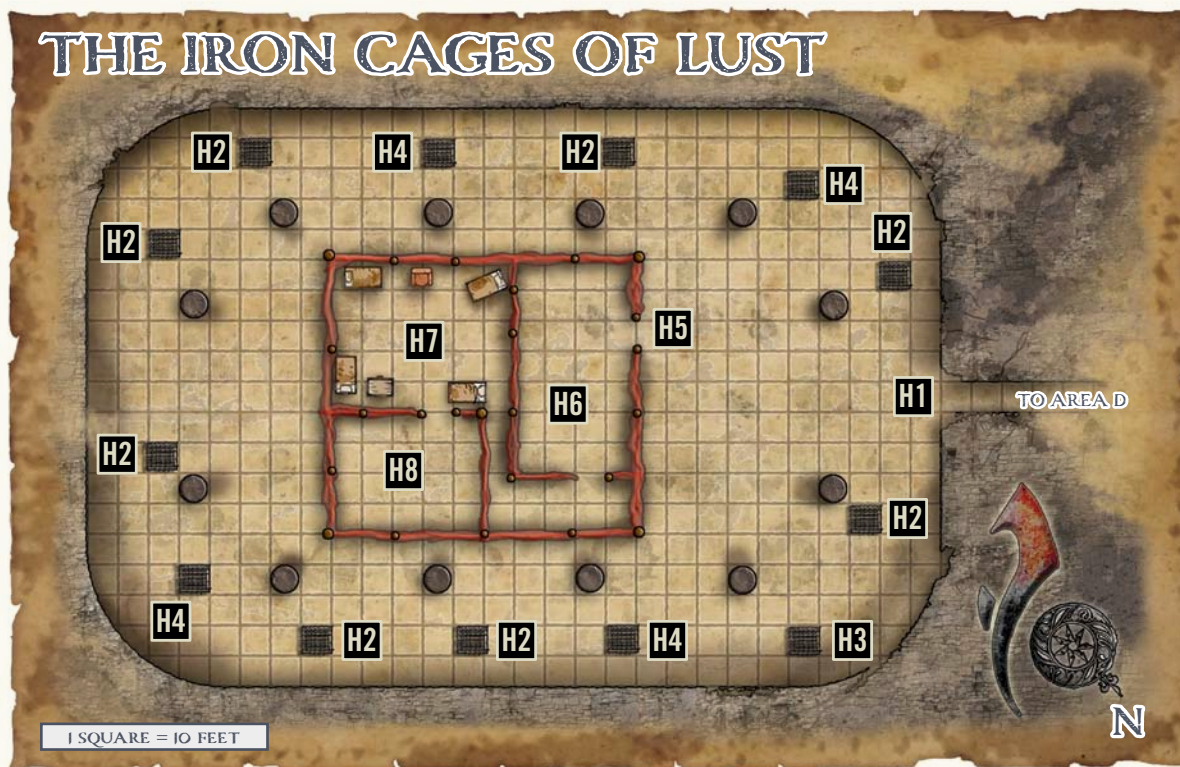 THE IRON CAGES OF LUST
H2
H4
H2
H4
H2
H2
H5
H7
H1
TO AREA D
H6
H2
H8
H2
H4
H2
H2
H4
H3
N
1 SQUARE = 10 FEET